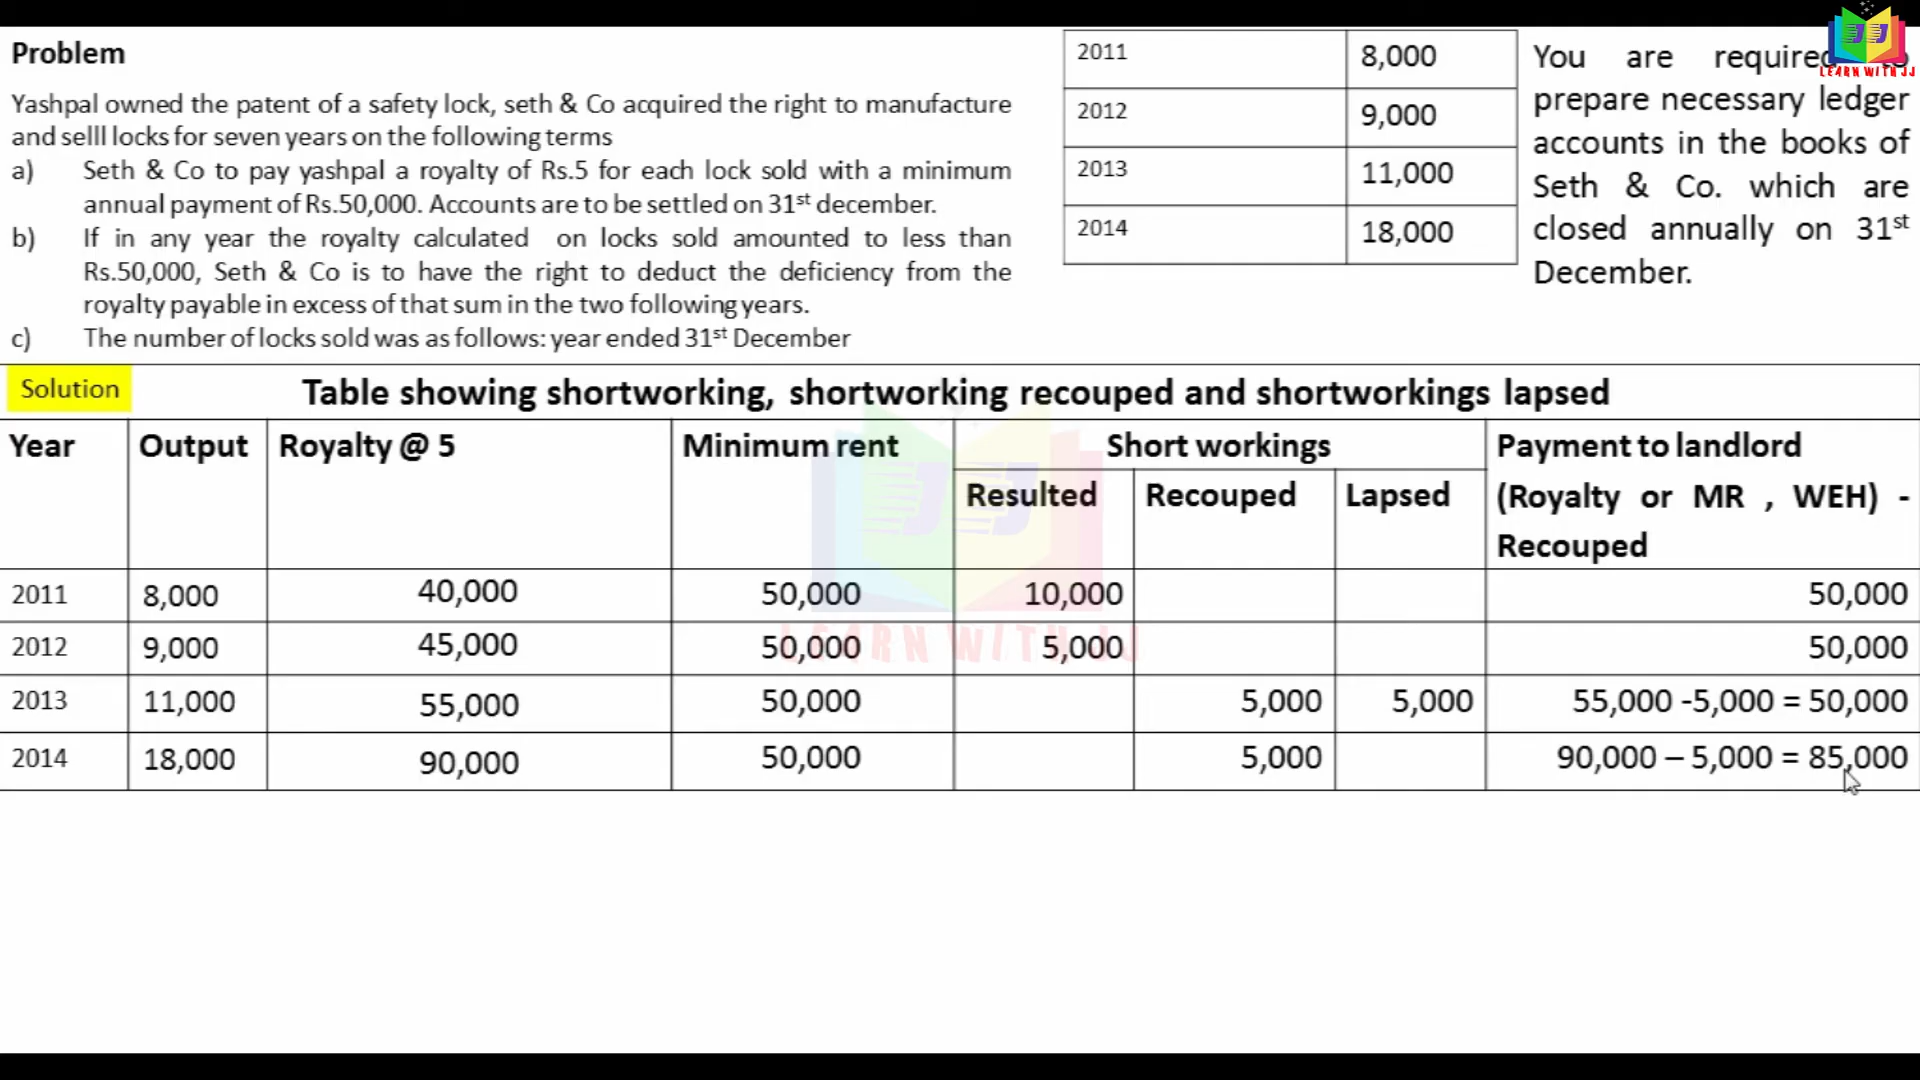 Problem
Yashpal owned the patent of a safety lock, seth & Co acquired the right to manufacture
and selll locks for seven years on the following terms
a) Seth & Co to pay yashpal a royalty of Rs.5 for each lock sold with a minimum
annual payment of Rs.50,000. Accounts are to be settled on 31st december.
b) If in any year the royalty calculated on locks sold amounted to less than
Rs.50,000, Seth & Co is to have the right to deduct the deficiency from the
royalty payable in excess of that sum in the two following years.
c) The number of locks sold was as follows: year ended 31st December
2011 8,000
2012 9,000
2013 11,000
2014 18,000
You are required to
prepare necessary ledger
accounts in the books of
Seth & Co. which are
closed annually on 31st
December.
LEARN WITH JJ
Solution
Table showing shortworking, shortworking recouped and shortworkings lapsed
Year Output Royalty @ 5 Minimum rent Short workings Payment to landlord
Resulted Recouped Lapsed (Royalty or MR , WEH) -
Recouped
2011 8,000 40,000 50,000 10,000 50,000
2012 9,000 45,000 50,000 5,000 50,000
2013 11,000 55,000 50,000 5,000 5,000 55,000 -5,000 = 50,000
2014 18,000 90,000 50,000 5,000 90,000 – 5,000 = 85,000
LEARN WITH JJ